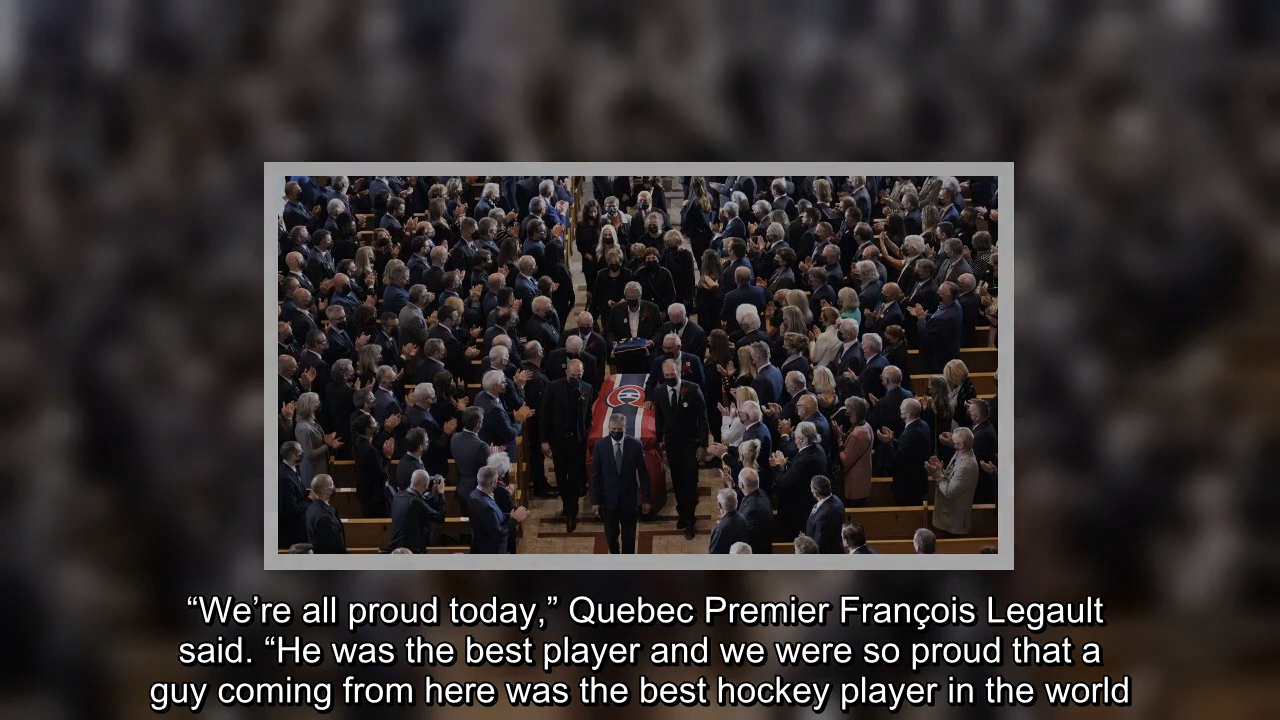 “We’re all proud today,” Quebec Premier François Legault
said. “He was the best player and we were so proud that a
guy coming from here was the best hockey player in the world